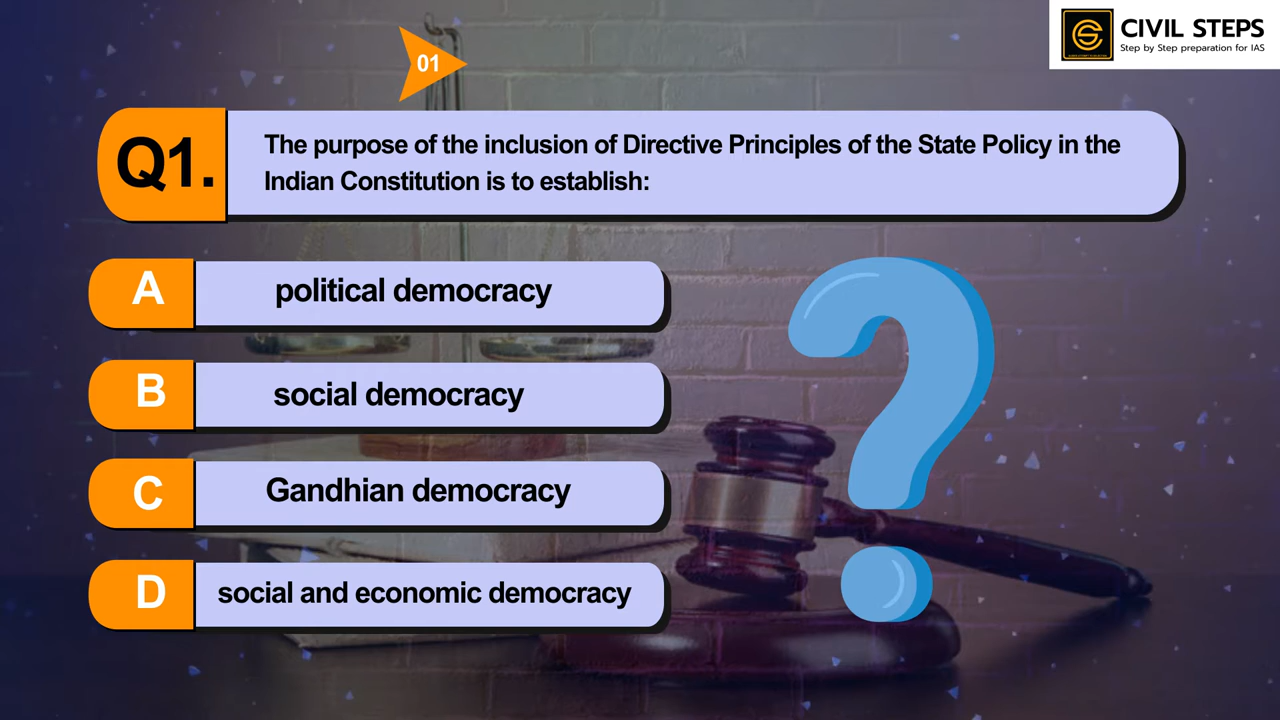 01
CIVIL STEPS
Step by Step preparation for IAS
Q1.
The purpose of the inclusion of Directive Principles of the State Policy in the
Indian Constitution is to establish:
A
political democracy
B
social democracy
C
Gandhian democracy
D
social and economic democracy